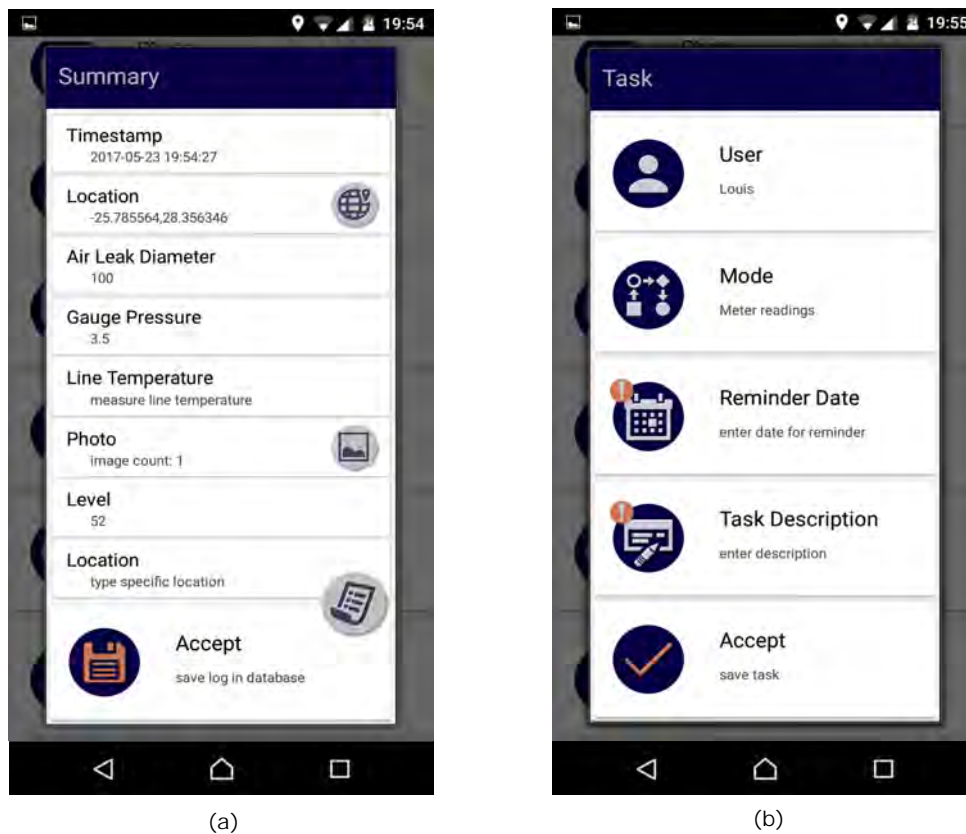 19:54
Summary
Timestamp
2017-05-23 19:54:27
Location
-25.785564,28.356346
Air Leak Diameter
100
Gauge Pressure
3.5
Line Temperature
measure line temperature
Photo
image count: 1
Level
52
Location
type specific location
Accept
save log in database
(a)
19:55
Task
User
Louis
Mode
Meter readings
Reminder Date
enter date for reminder
Task Description
enter description
Accept
save task
(b)